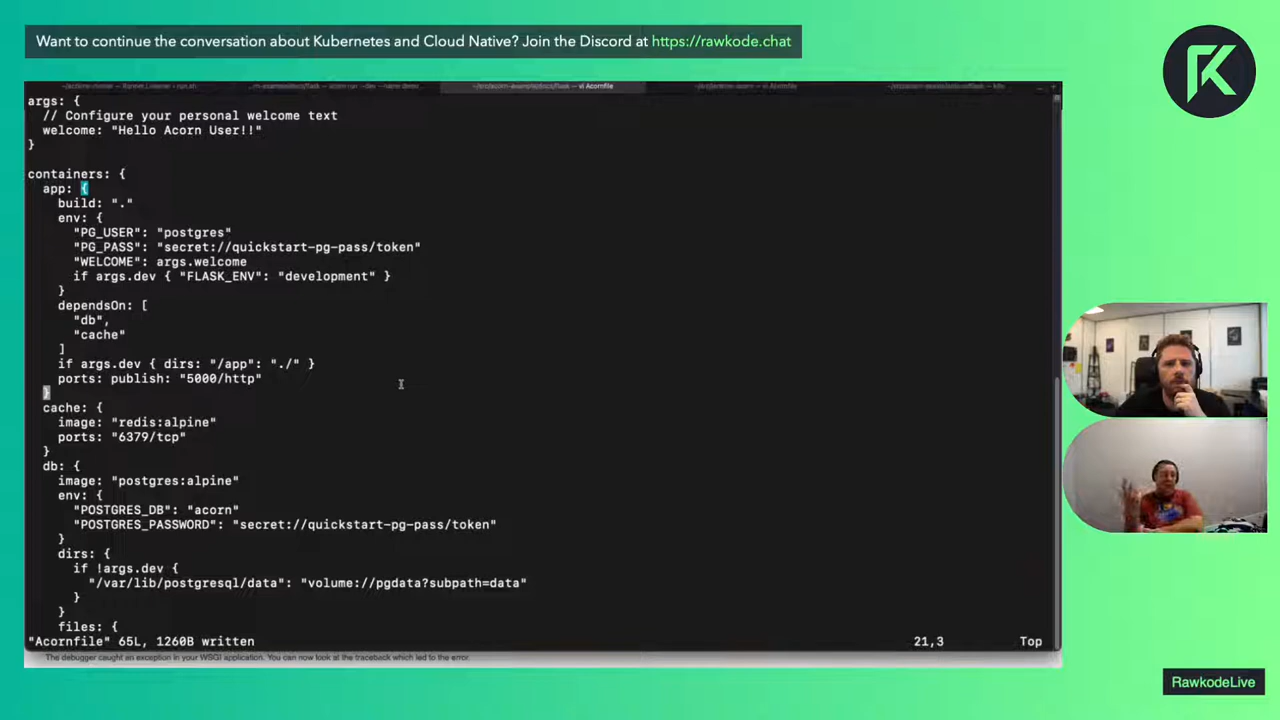 Want to continue the conversation about Kubernetes and Cloud Native? Join the Discord at https://rawkode.chat
args: {
// Configure your personal welcome text
welcome: "Hello Acorn User!!"
}
containers: {
app: {
build: "."
env: {
"PG_USER": "postgres"
"PG_PASS": "secret://quickstart-pg-pass/token"
"WELCOME": args.welcome
if args.dev { "FLASK_ENV": "development" }
}
dependsOn: [
"db",
"cache"
]
if args.dev { dirs: "/app": "./" }
ports: publish: "5000/http"
}
cache: {
image: "redis:alpine"
ports: "6379/tcp"
}
db: {
image: "postgres:alpine"
env: {
"POSTGRES_DB": "acorn"
"POSTGRES_PASSWORD": "secret://quickstart-pg-pass/token"
}
dirs: {
if !args.dev {
"/var/lib/postgresql/data": "volume://pgdata?subpath=data"
}
}
files: {
"Acornfile" 65L, 1260B written 21,3 Top
The debugger caught an exception in your WSGI application. You can now look at the traceback which led to the error.
RawkodeLive